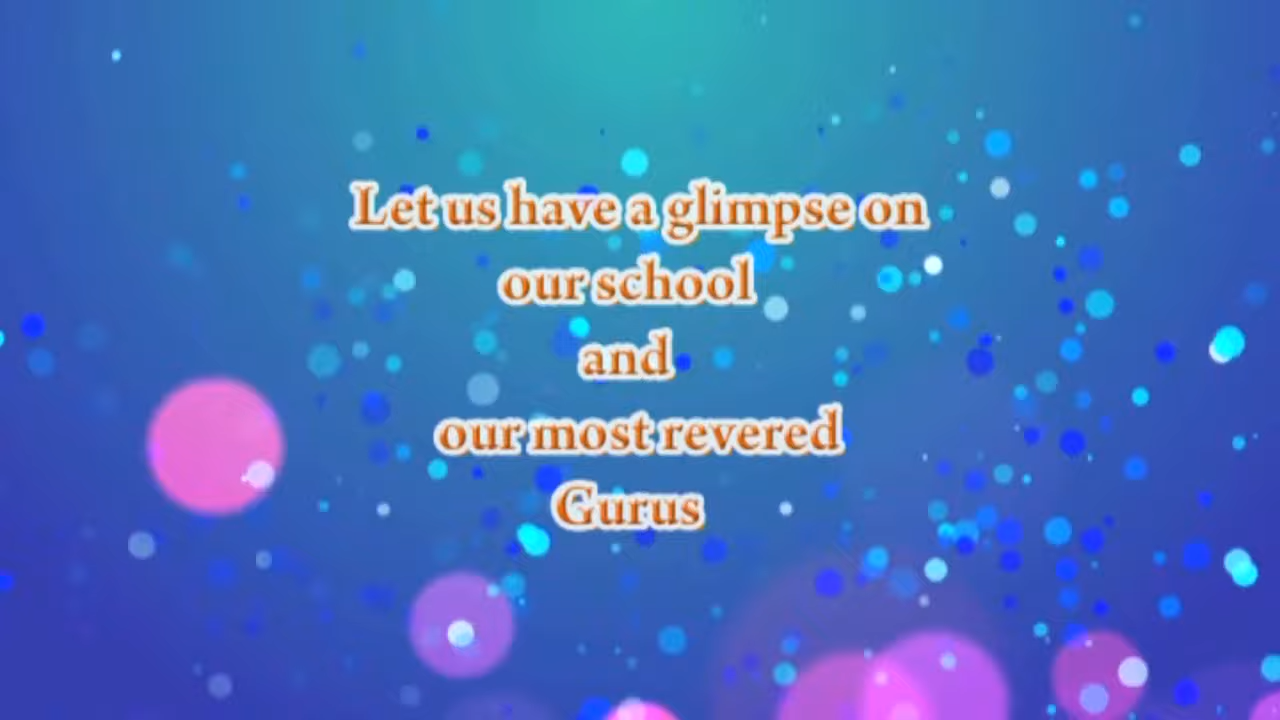 Let us have a glimpse on
our school
and
our most revered
Gurus